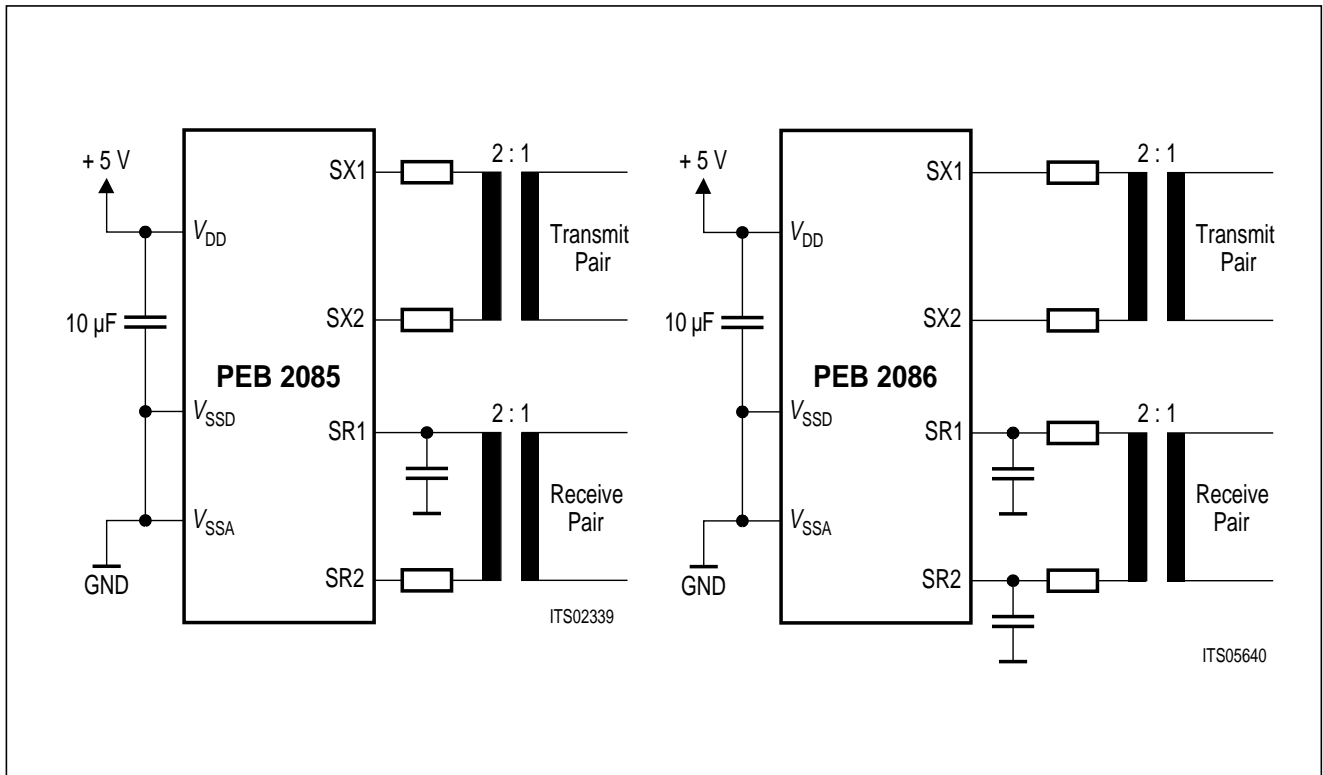 + 5 V
V_DD
10 µF
V_SSD
V_SSA
GND
PEB 2085
SX1
SX2
SR1
SR2
2 : 1
Transmit
Pair
2 : 1
Receive
Pair
ITS02339
+ 5 V
V_DD
10 µF
V_SSD
V_SSA
GND
PEB 2086
SX1
SX2
SR1
SR2
2 : 1
Transmit
Pair
2 : 1
Receive
Pair
ITS05640